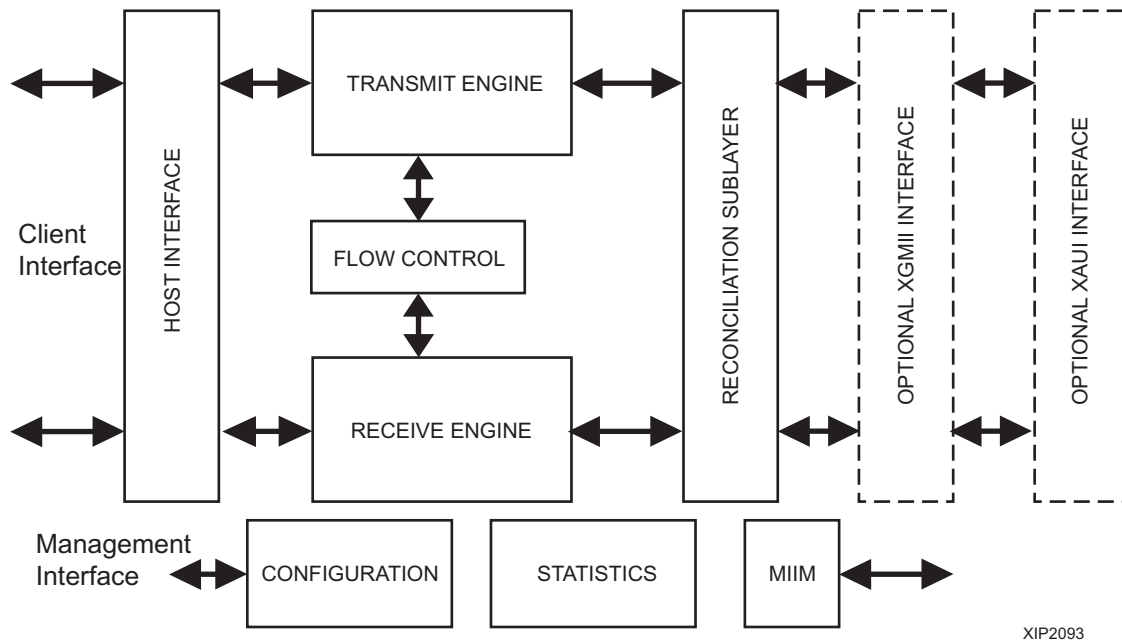 TRANSMIT ENGINE
HOST INTERFACE
Client
Interface
FLOW CONTROL
RECEIVE ENGINE
RECONCILIATION SUBLAYER
OPTIONAL XGMII INTERFACE
OPTIONAL XAUI INTERFACE
Management
Interface
CONFIGURATION
STATISTICS
MIIM
XIP2093